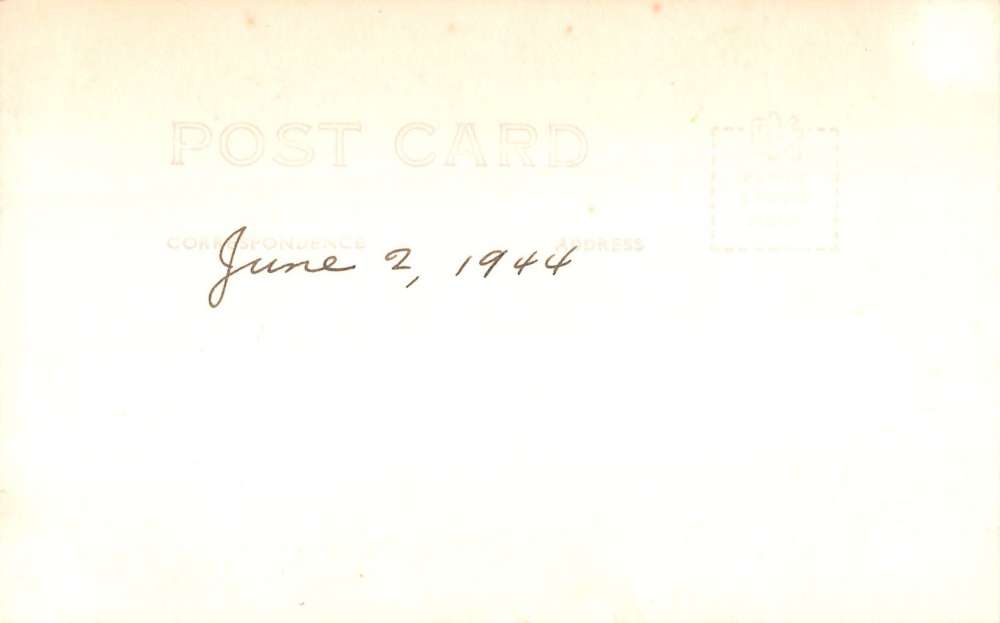 POST CARD
CORRESPONDENCE
ADDRESS
June 2, 1944